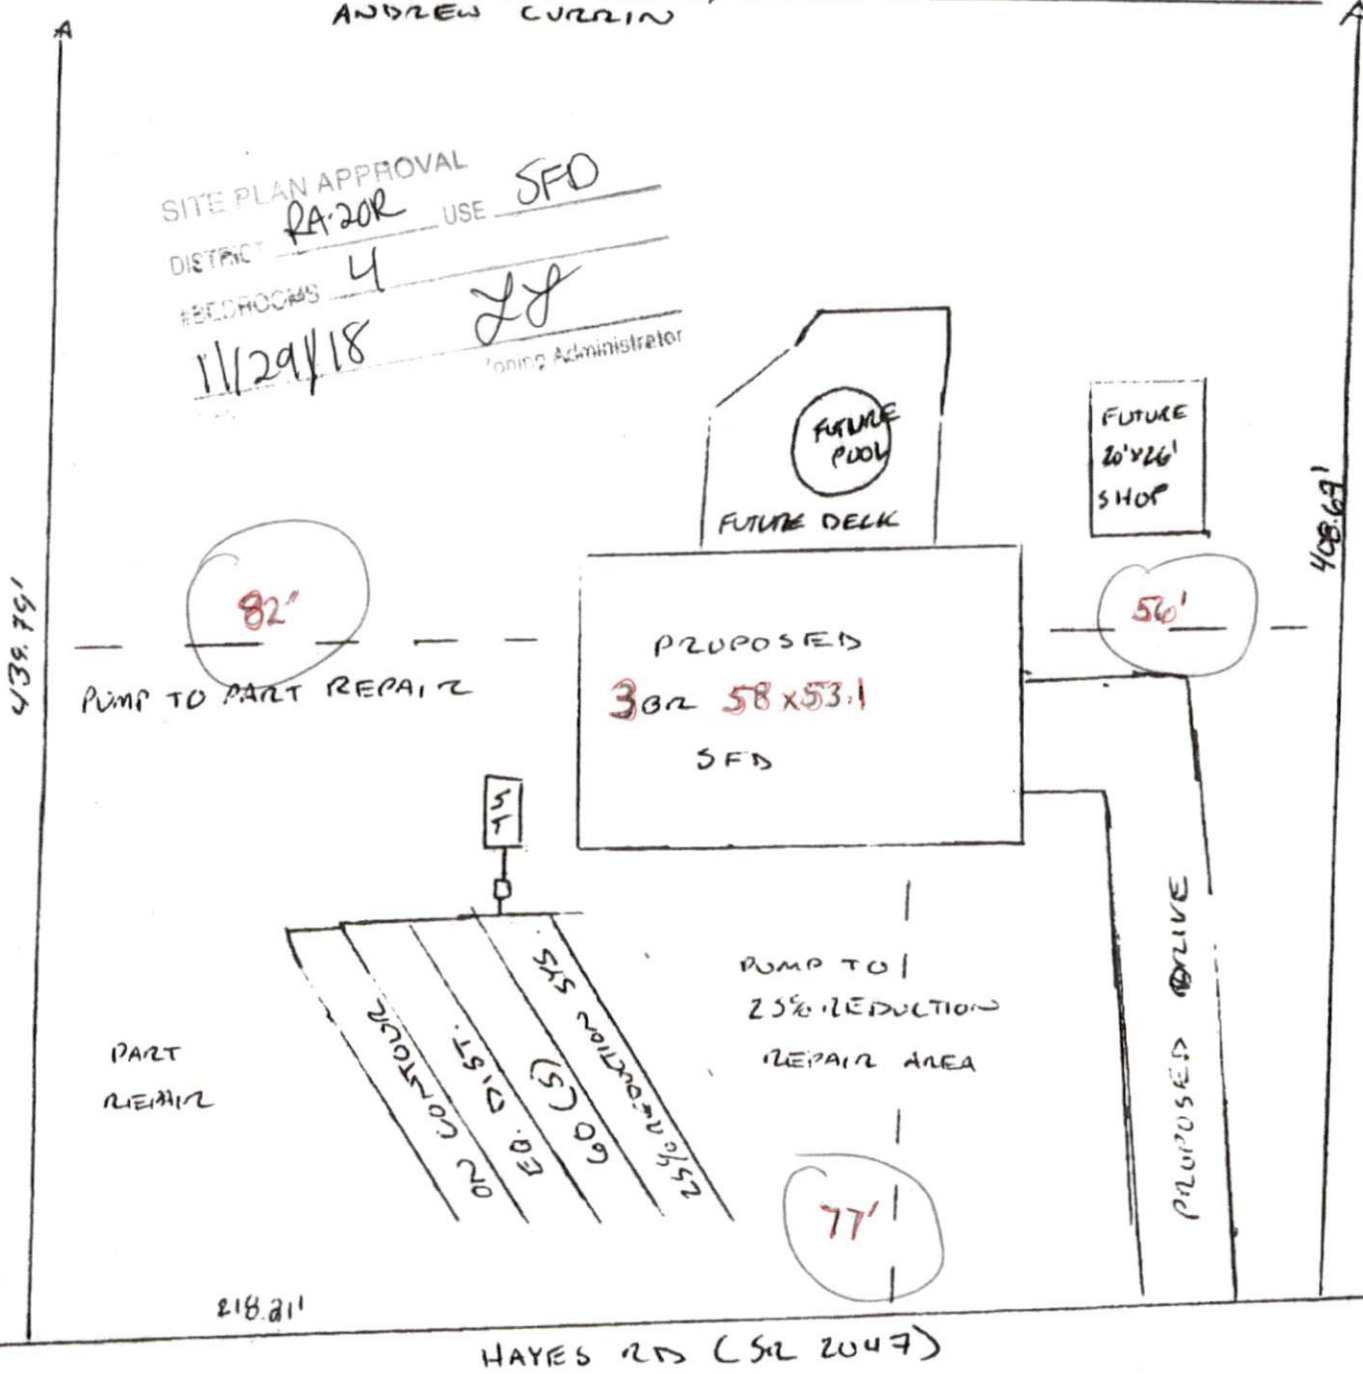 ANDREW CURRIN
A
A
SITE PLAN APPROVAL
DISTRICT RA-20R USE SFD
#BEDROOMS 4
11/29/18
Zoning Administrator
FUTURE
POOL
FUTURE DECK
FUTURE
20'x26'
SHOP
408.69'
439.79'
82'
56'
PUMP TO PART REPAIR
PROPOSED
3BR 58x53.1
SFD
ST
ON CONTOUR
EQ. DIST.
60 (5)
25% REDUCTION SYS.
PART
REPAIR
PUMP TO
25% REDUCTION
REPAIR AREA
77'
PROPOSED DRIVE
218.21'
HAYES RD (SR 2047)